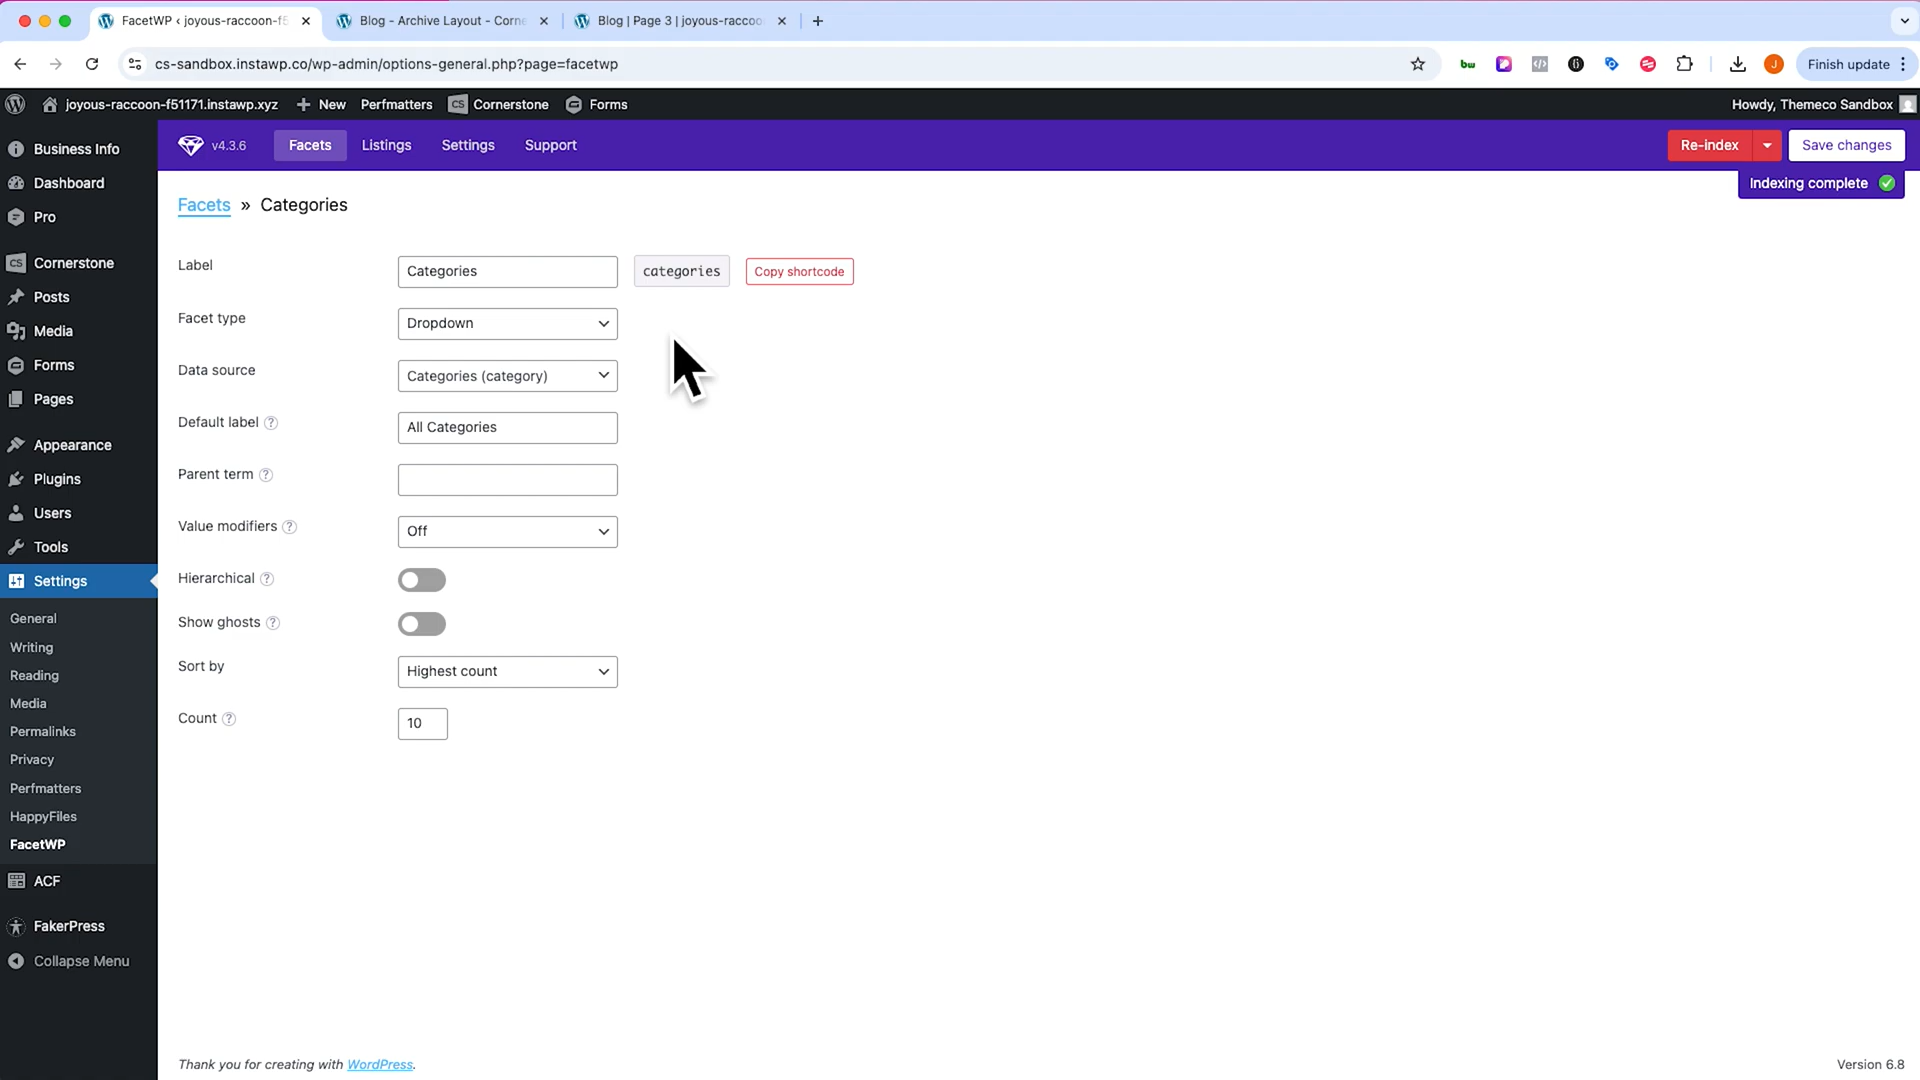 FacetWP ‹ joyous-raccoon-f5
Blog - Archive Layout - Corne
Blog | Page 3 | joyous-raccoo
cs-sandbox.instawp.co/wp-admin/options-general.php?page=facetwp
bw
J
Finish update
joyous-raccoon-f51171.instawp.xyz
New
Perfmatters
CS Cornerstone
Forms
Howdy, Themeco Sandbox
Business Info
Dashboard
Pro
CS Cornerstone
Posts
Media
Forms
Pages
Appearance
Plugins
Users
Tools
Settings
General
Writing
Reading
Media
Permalinks
Privacy
Perfmatters
HappyFiles
FacetWP
ACF
FakerPress
Collapse Menu
v4.3.6
Facets
Listings
Settings
Support
Re-index
Save changes
Indexing complete
Facets » Categories
Label
Categories
categories
Copy shortcode
Facet type
Dropdown
Data source
Categories (category)
Default label ?
All Categories
Parent term ?
Value modifiers ?
Off
Hierarchical ?
Show ghosts ?
Sort by
Highest count
Count ?
10
Thank you for creating with WordPress.
Version 6.8